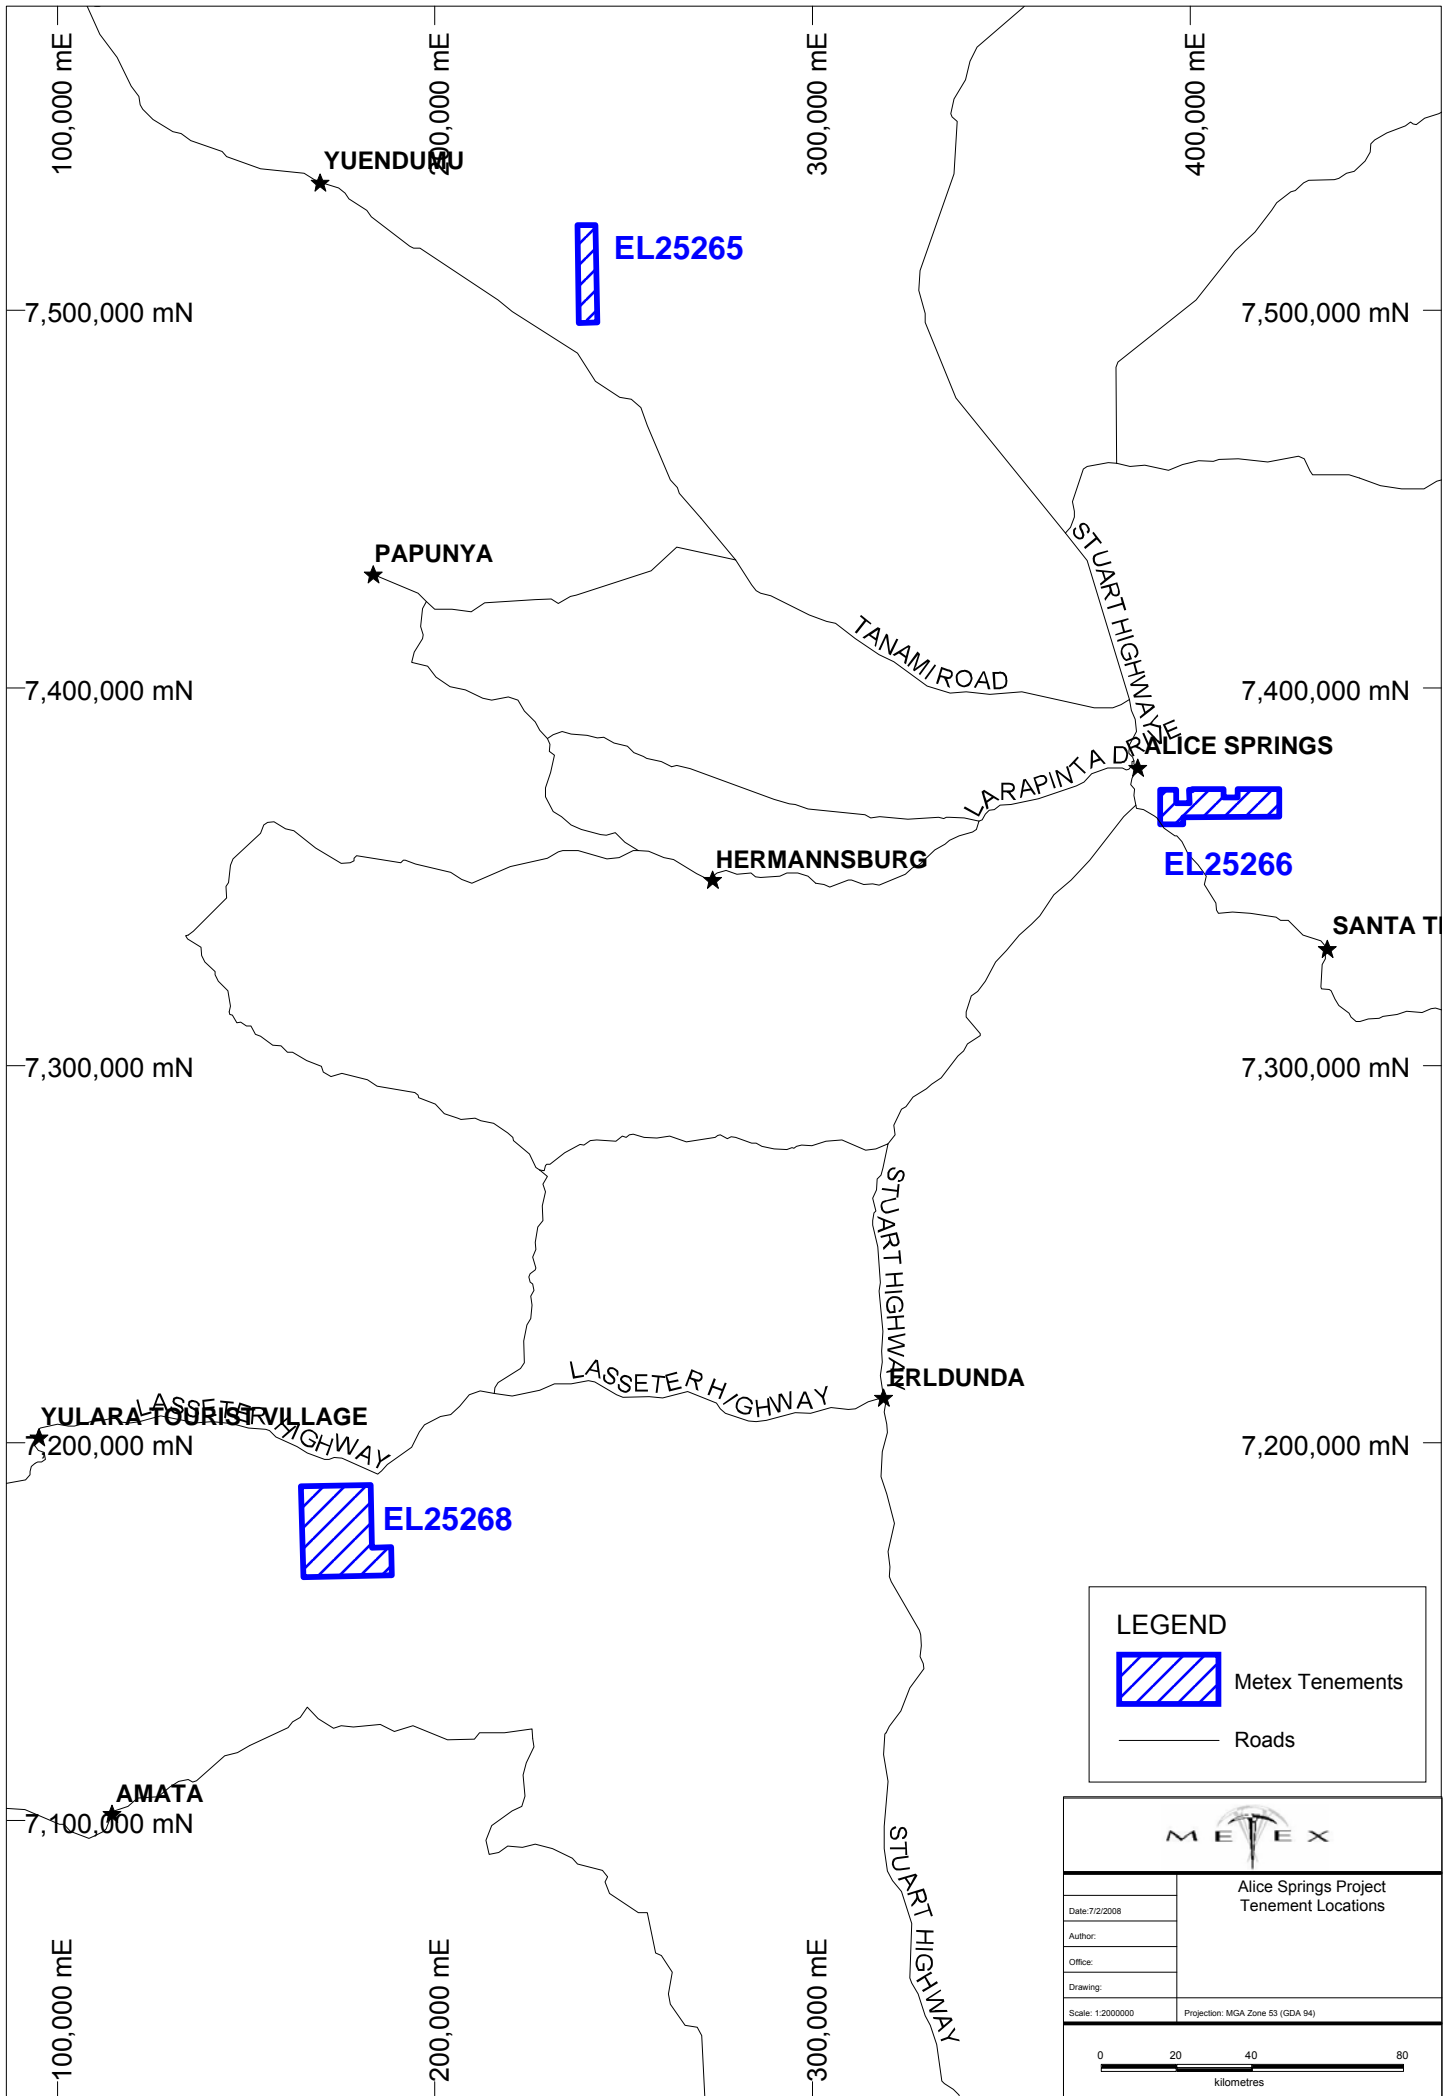 100,000 mE
200,000 mE
300,000 mE
400,000 mE
YUENDUMU
EL25265
7,500,000 mN
7,500,000 mN
STUART HIGHWAY
PAPUNYA
TANAMI ROAD
7,400,000 mN
7,400,000 mN
LARAPINTA DRIVE
ALICE SPRINGS
HERMANNSBURG
EL25266
SANTA T
7,300,000 mN
7,300,000 mN
STUART HIGHWAY
LASSETER HIGHWAY
ERLDUNDA
LASSETER HIGHWAY
YULARA TOURIST VILLAGE
7,200,000 mN
7,200,000 mN
EL25268
LEGEND
Metex Tenements
Roads
AMATA
7,100,000 mN
STUART HIGHWAY
METEX
Alice Springs Project
Tenement Locations
Date:7/2/2008
Author:
Office:
Drawing:
Scale: 1:2000000
Projection: MGA Zone 53 (GDA 94)
0 20 40 80
kilometres
100,000 mE
200,000 mE
300,000 mE